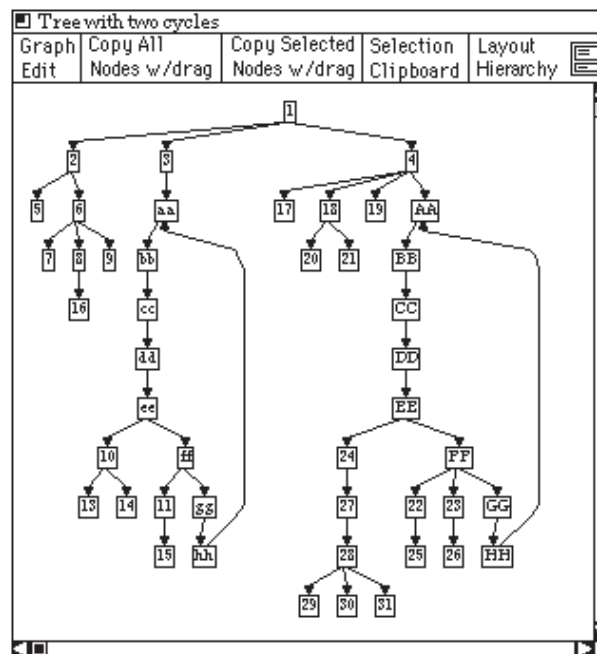 Tree with two cycles
Graph Copy All Copy Selected Selection Layout
Edit Nodes w/drag Nodes w/drag Clipboard Hierarchy
1
2 3 4
5 6 aa 17 18 19 AA
7 8 9 bb 20 21 BB
16 cc CC
dd DD
ee EE
10 ff 24 FF
13 14 11 gg 27 22 23 GG
15 hh 28 25 26 HH
29 30 31